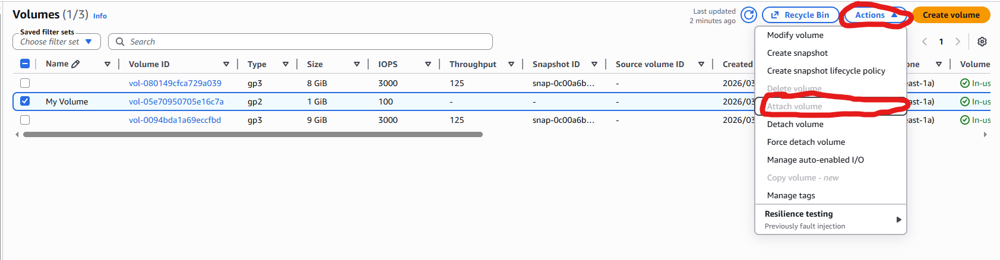 Volumes (1/3) Info
Last updated
2 minutes ago
Recycle Bin
Actions
Create volume
Saved filter sets
Choose filter set
Search
1
Name Volume ID Type Size IOPS Throughput Snapshot ID Source volume ID Created one Volume
vol-080149cfca729a039 gp3 8 GiB 3000 125 snap-0c00a6b... - 2026/03 ast-1a) In-us
My Volume vol-05e70950705e16c7a gp2 1 GiB 100 - - - 2026/03 ast-1a) In-us
vol-0094bda1a69eccfbd gp3 9 GiB 3000 125 snap-0c00a6b... - 2026/03 ast-1a) In-us
Modify volume
Create snapshot
Create snapshot lifecycle policy
Delete volume
Attach volume
Detach volume
Force detach volume
Manage auto-enabled I/O
Copy volume - new
Manage tags
Resilience testing
Previously fault injection